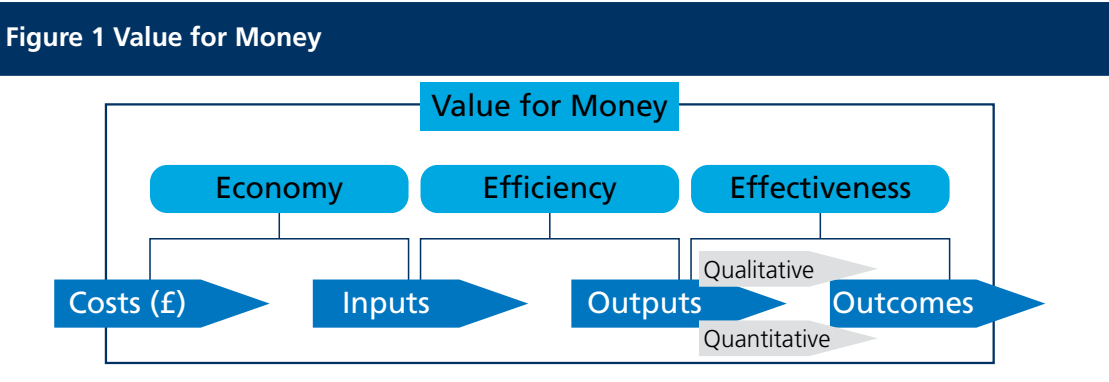 Figure 1 Value for Money
Value for Money
Economy
Efficiency
Effectiveness
Qualitative
Costs (£)
Inputs
Outputs
Outcomes
Quantitative